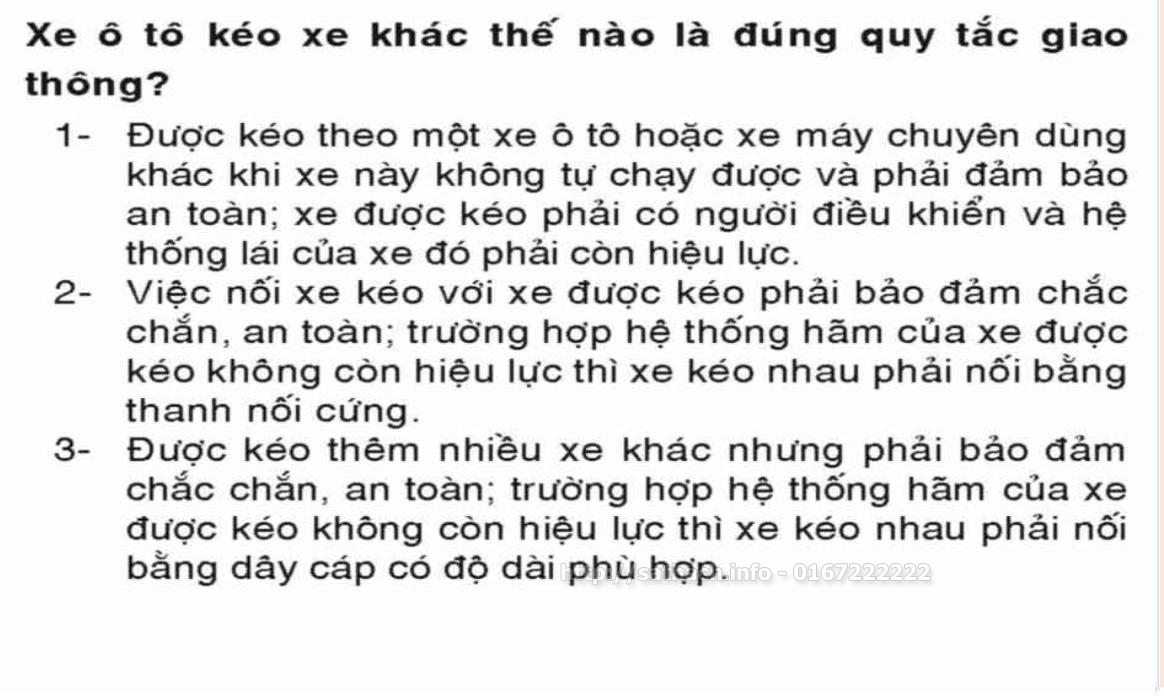 Xe ô tô kéo xe khác thế nào là đúng quy tắc giao
thông?
1- Được kéo theo một xe ô tô hoặc xe máy chuyên dùng
khác khi xe này không tự chạy được và phải đảm bảo
an toàn; xe được kéo phải có người điều khiển và hệ
thống lái của xe đó phải còn hiệu lực.
2- Việc nối xe kéo với xe được kéo phải bảo đảm chắc
chắn, an toàn; trường hợp hệ thống hãm của xe được
kéo không còn hiệu lực thì xe kéo nhau phải nối bằng
thanh nối cứng.
3- Được kéo thêm nhiều xe khác nhưng phải bảo đảm
chắc chắn, an toàn; trường hợp hệ thống hãm của xe
được kéo không còn hiệu lực thì xe kéo nhau phải nối
bằng dây cáp có độ dài phù hợp.
.info - 0167222222